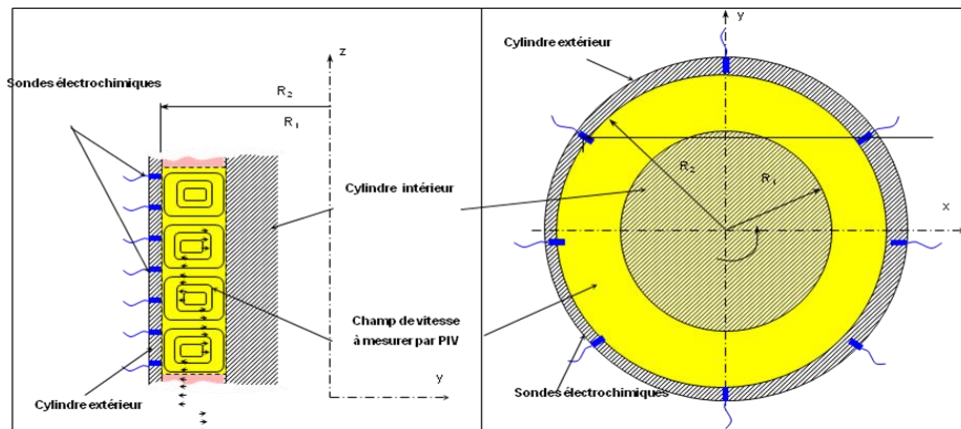 Sondes électrochimiques
z
R2
R1
Cylindre intérieur
Champ de vitesse
à mesurer par PIV
y
Cylindre extérieur
y
Cylindre extérieur
R2
R1
x
Sondes électrochimiques